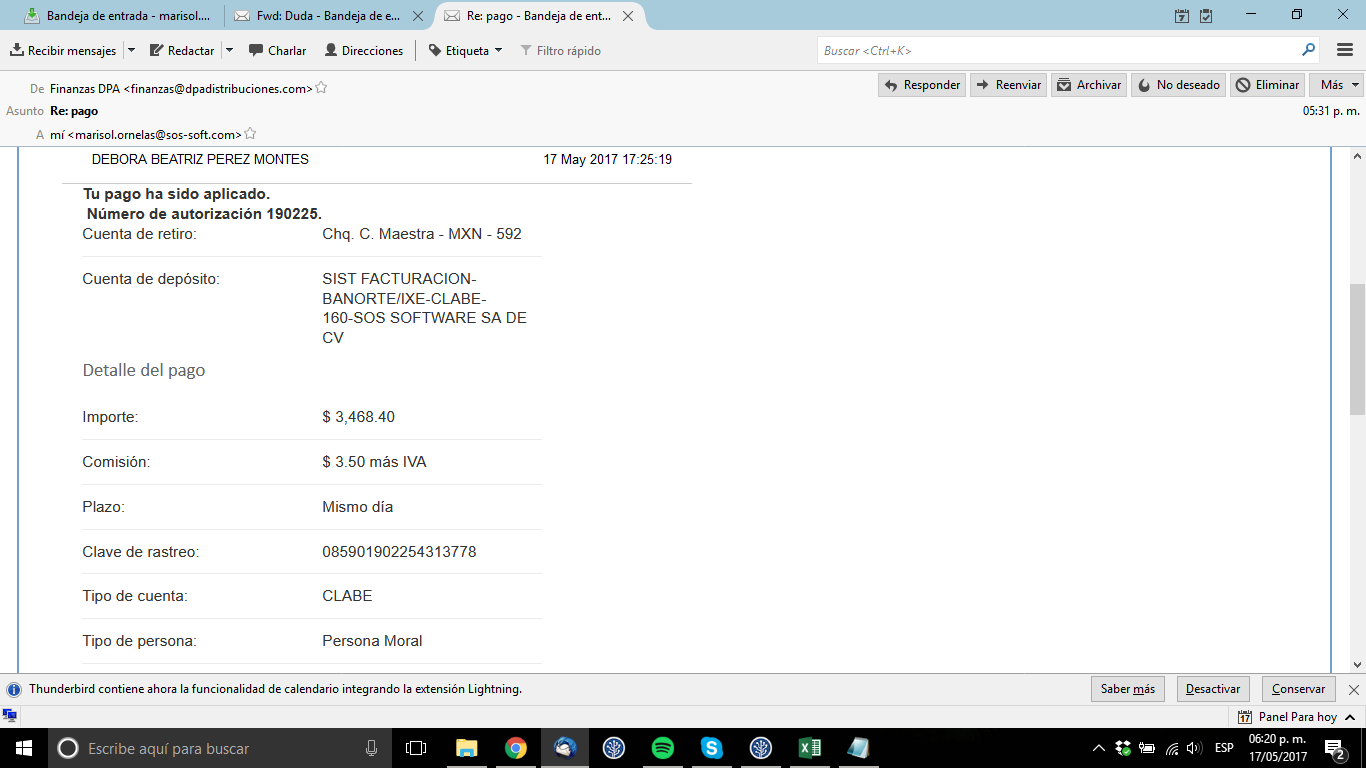 Bandeja de entrada - marisol....
Fwd: Duda - Bandeja de e...
Re: pago - Bandeja de ent...
7
Recibir mensajes
Redactar
Charlar
Direcciones
Etiqueta
Filtro rápido
Buscar <Ctrl+K>
De Finanzas DPA <finanzas@dpadistribuciones.com>
Responder
Reenviar
Archivar
No deseado
Eliminar
Más
Asunto Re: pago
05:31 p. m.
A mí <marisol.ornelas@sos-soft.com>
DEBORA BEATRIZ PEREZ MONTES
17 May 2017 17:25:19
Tu pago ha sido aplicado.
Número de autorización 190225.
Cuenta de retiro: Chq. C. Maestra - MXN - 592
Cuenta de depósito: SIST FACTURACION-
BANORTE/IXE-CLABE-
160-SOS SOFTWARE SA DE
CV
Detalle del pago
Importe: $ 3,468.40
Comisión: $ 3.50 más IVA
Plazo: Mismo día
Clave de rastreo: 085901902254313778
Tipo de cuenta: CLABE
Tipo de persona: Persona Moral
Thunderbird contiene ahora la funcionalidad de calendario integrando la extensión Lightning.
Saber más
Desactivar
Conservar
17 Panel Para hoy
Escribe aquí para buscar
ESP
06:20 p. m.
17/05/2017
2